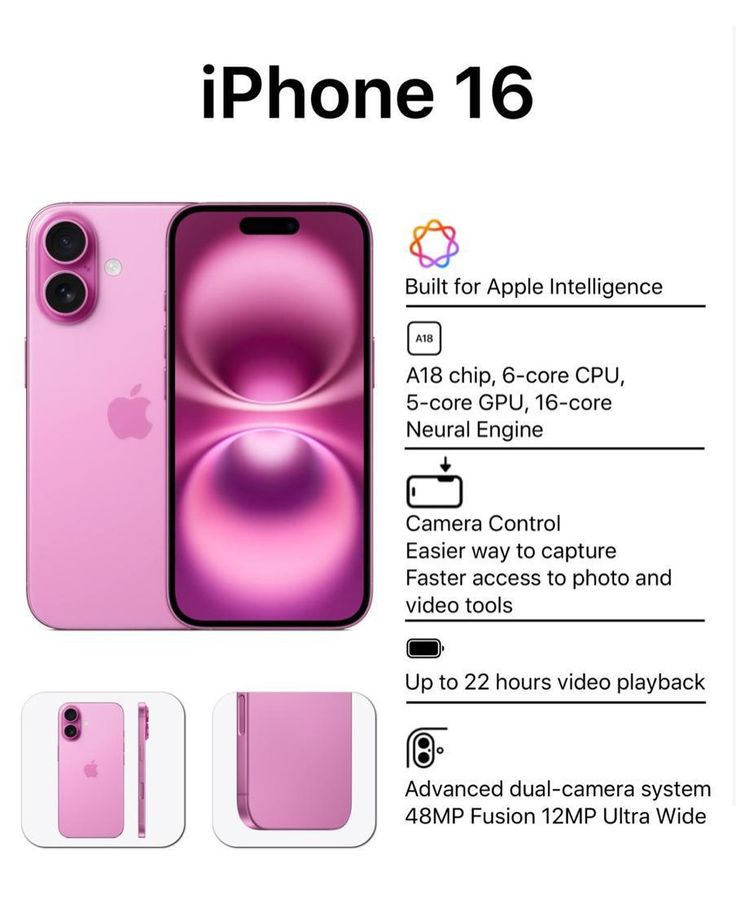 iPhone 16
Built for Apple Intelligence
A18
A18 chip, 6-core CPU,
5-core GPU, 16-core
Neural Engine
Camera Control
Easier way to capture
Faster access to photo and
video tools
Up to 22 hours video playback
Advanced dual-camera system
48MP Fusion 12MP Ultra Wide